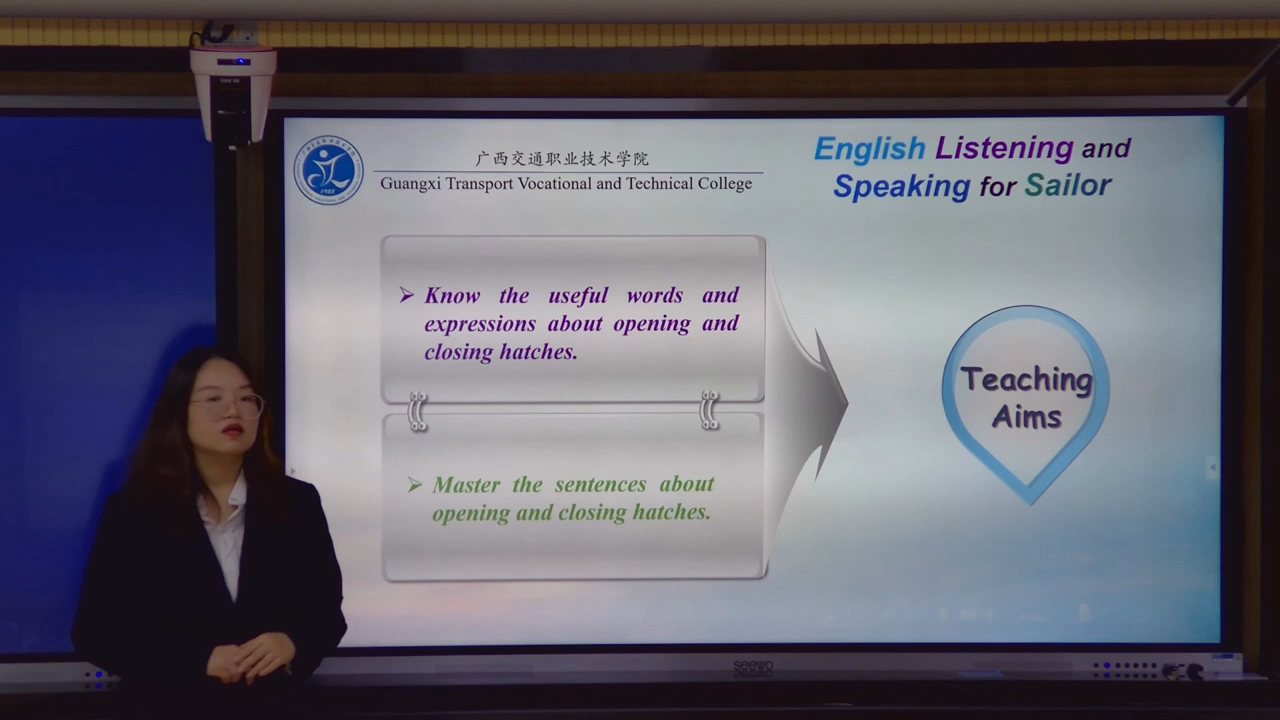 广西交通职业技术学院
Guangxi Transport Vocational and Technical College
English Listening and
Speaking for Sailor
Know the useful words and
expressions about opening and
closing hatches.
Master the sentences about
opening and closing hatches.
Teaching
Aims
seewo